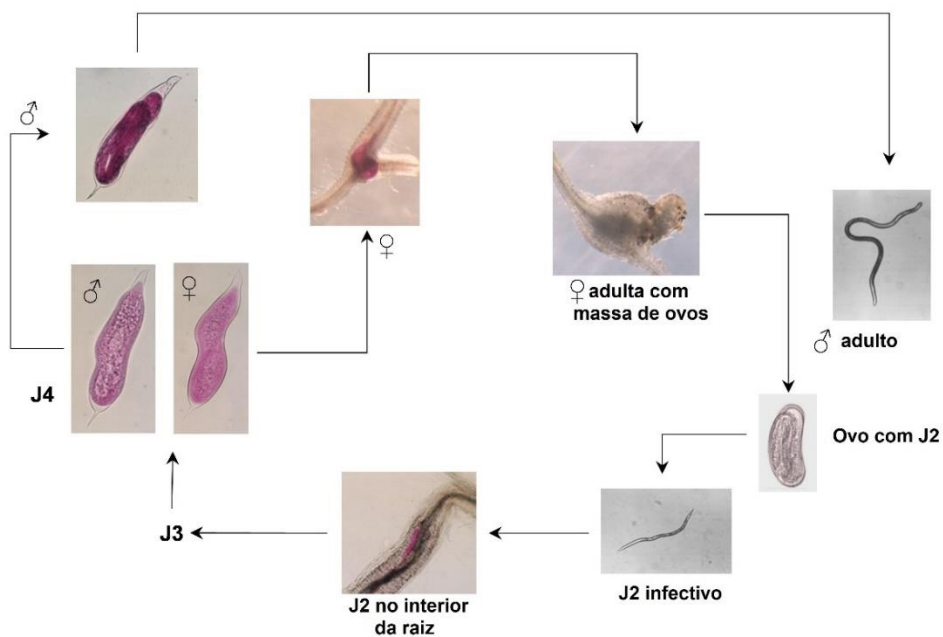 ♂
♀
♀ adulta com
massa de ovos
♂ adulto
♂
♀
J4
Ovo com J2
J3
J2 no interior
da raiz
J2 infectivo